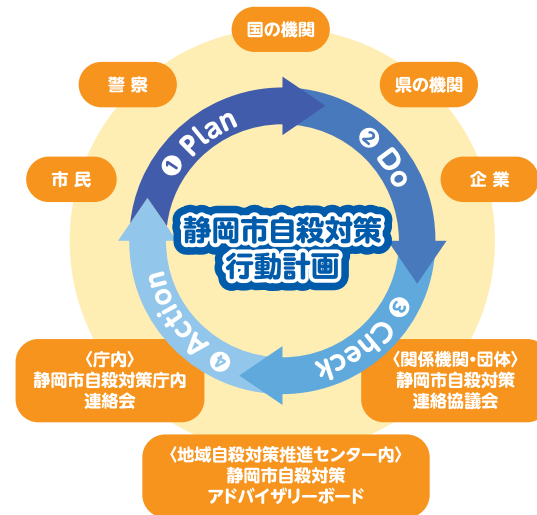 国の機関
警察
県の機関
市民
企業
❶ Plan
❷ Do
❸ Check
❹ Action
静岡市自殺対策
行動計画
〈庁内〉
静岡市自殺対策庁内
連絡会
〈関係機関・団体〉
静岡市自殺対策
連絡協議会
〈地域自殺対策推進センター内〉
静岡市自殺対策
アドバイザリーボード